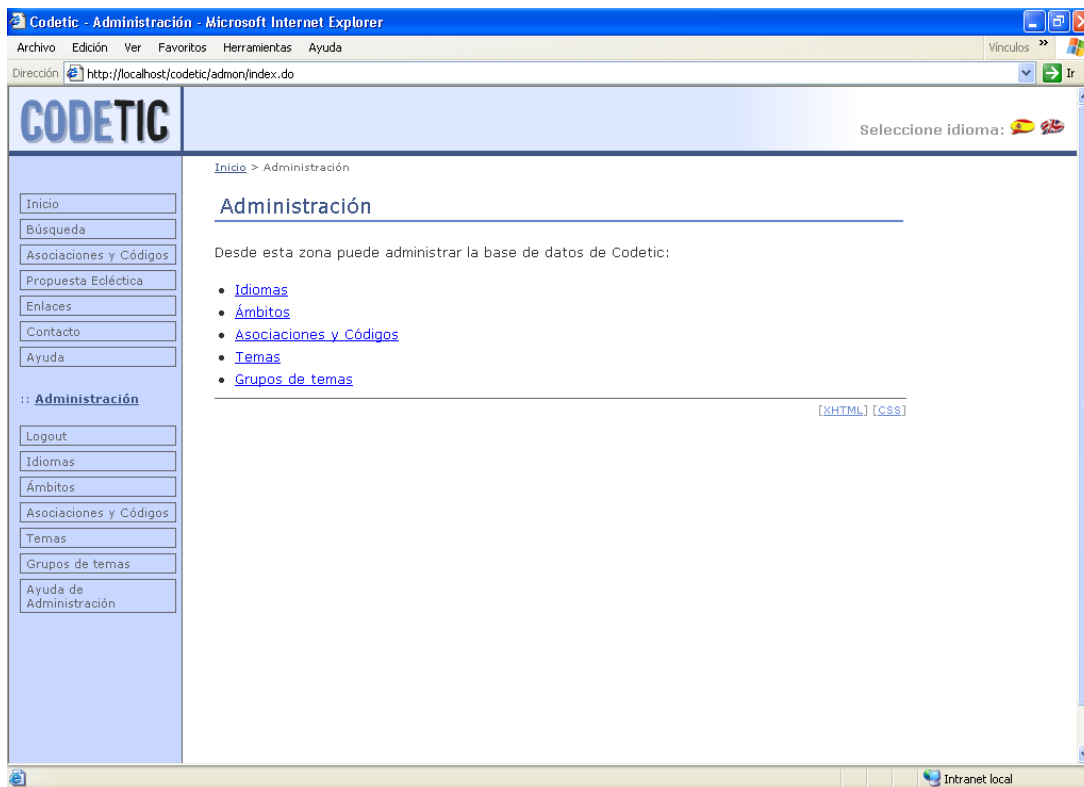 Codetic - Administración - Microsoft Internet Explorer
Archivo Edición Ver Favoritos Herramientas Ayuda
Vínculos »
Dirección http://localhost/codetic/admon/index.do
Ir
CODETIC
Seleccione idioma:
Inicio > Administración
Administración
Desde esta zona puede administrar la base de datos de Codetic:
• Idiomas
• Ámbitos
• Asociaciones y Códigos
• Temas
• Grupos de temas
[XHTML] [CSS]
Inicio
Búsqueda
Asociaciones y Códigos
Propuesta Ecléctica
Enlaces
Contacto
Ayuda
:: Administración
Logout
Idiomas
Ámbitos
Asociaciones y Códigos
Temas
Grupos de temas
Ayuda de
Administración
Intranet local